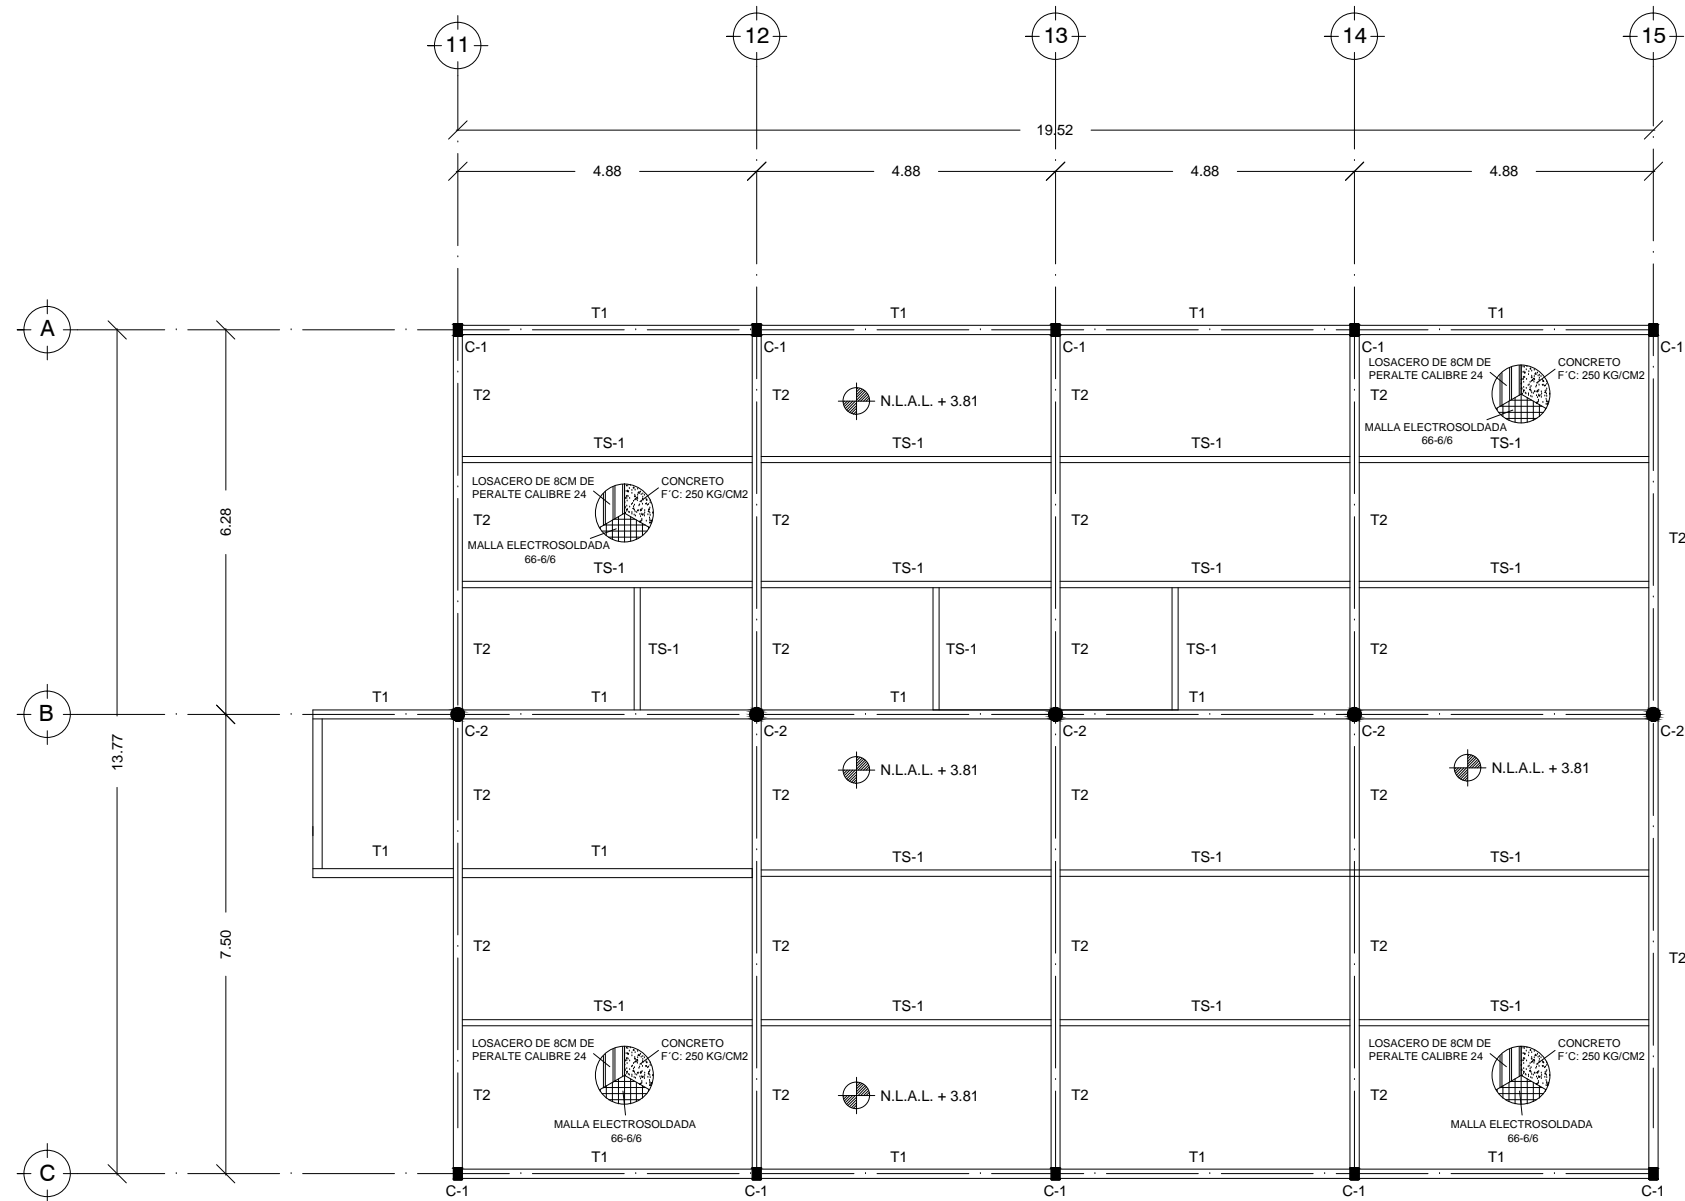 11
12
13
14
15
19.52
4.88
4.88
4.88
4.88
A
T1
T1
T1
T1
C-1
C-1
C-1
C-1
C-1
LOSACERO DE 8CM DE
PERALTE CALIBRE 24
CONCRETO
F´C: 250 KG/CM2
T2
T2
N.L.A.L. + 3.81
T2
T2
MALLA ELECTROSOLDADA
66-6/6
TS-1
TS-1
TS-1
TS-1
LOSACERO DE 8CM DE
PERALTE CALIBRE 24
CONCRETO
F´C: 250 KG/CM2
6.28
T2
T2
T2
T2
T2
MALLA ELECTROSOLDADA
66-6/6
TS-1
TS-1
TS-1
TS-1
T2
TS-1
T2
TS-1
T2
TS-1
T2
T1
T1
T1
T1
B
C-2
C-2
C-2
C-2
C-2
13.77
N.L.A.L. + 3.81
N.L.A.L. + 3.81
T2
T2
T2
T2
T1
T1
TS-1
TS-1
TS-1
7.50
T2
T2
T2
T2
T2
TS-1
TS-1
TS-1
TS-1
LOSACERO DE 8CM DE
PERALTE CALIBRE 24
CONCRETO
F´C: 250 KG/CM2
LOSACERO DE 8CM DE
PERALTE CALIBRE 24
CONCRETO
F´C: 250 KG/CM2
T2
T2
N.L.A.L. + 3.81
T2
T2
MALLA ELECTROSOLDADA
66-6/6
MALLA ELECTROSOLDADA
66-6/6
T1
T1
T1
T1
C
C-1
C-1
C-1
C-1
C-1